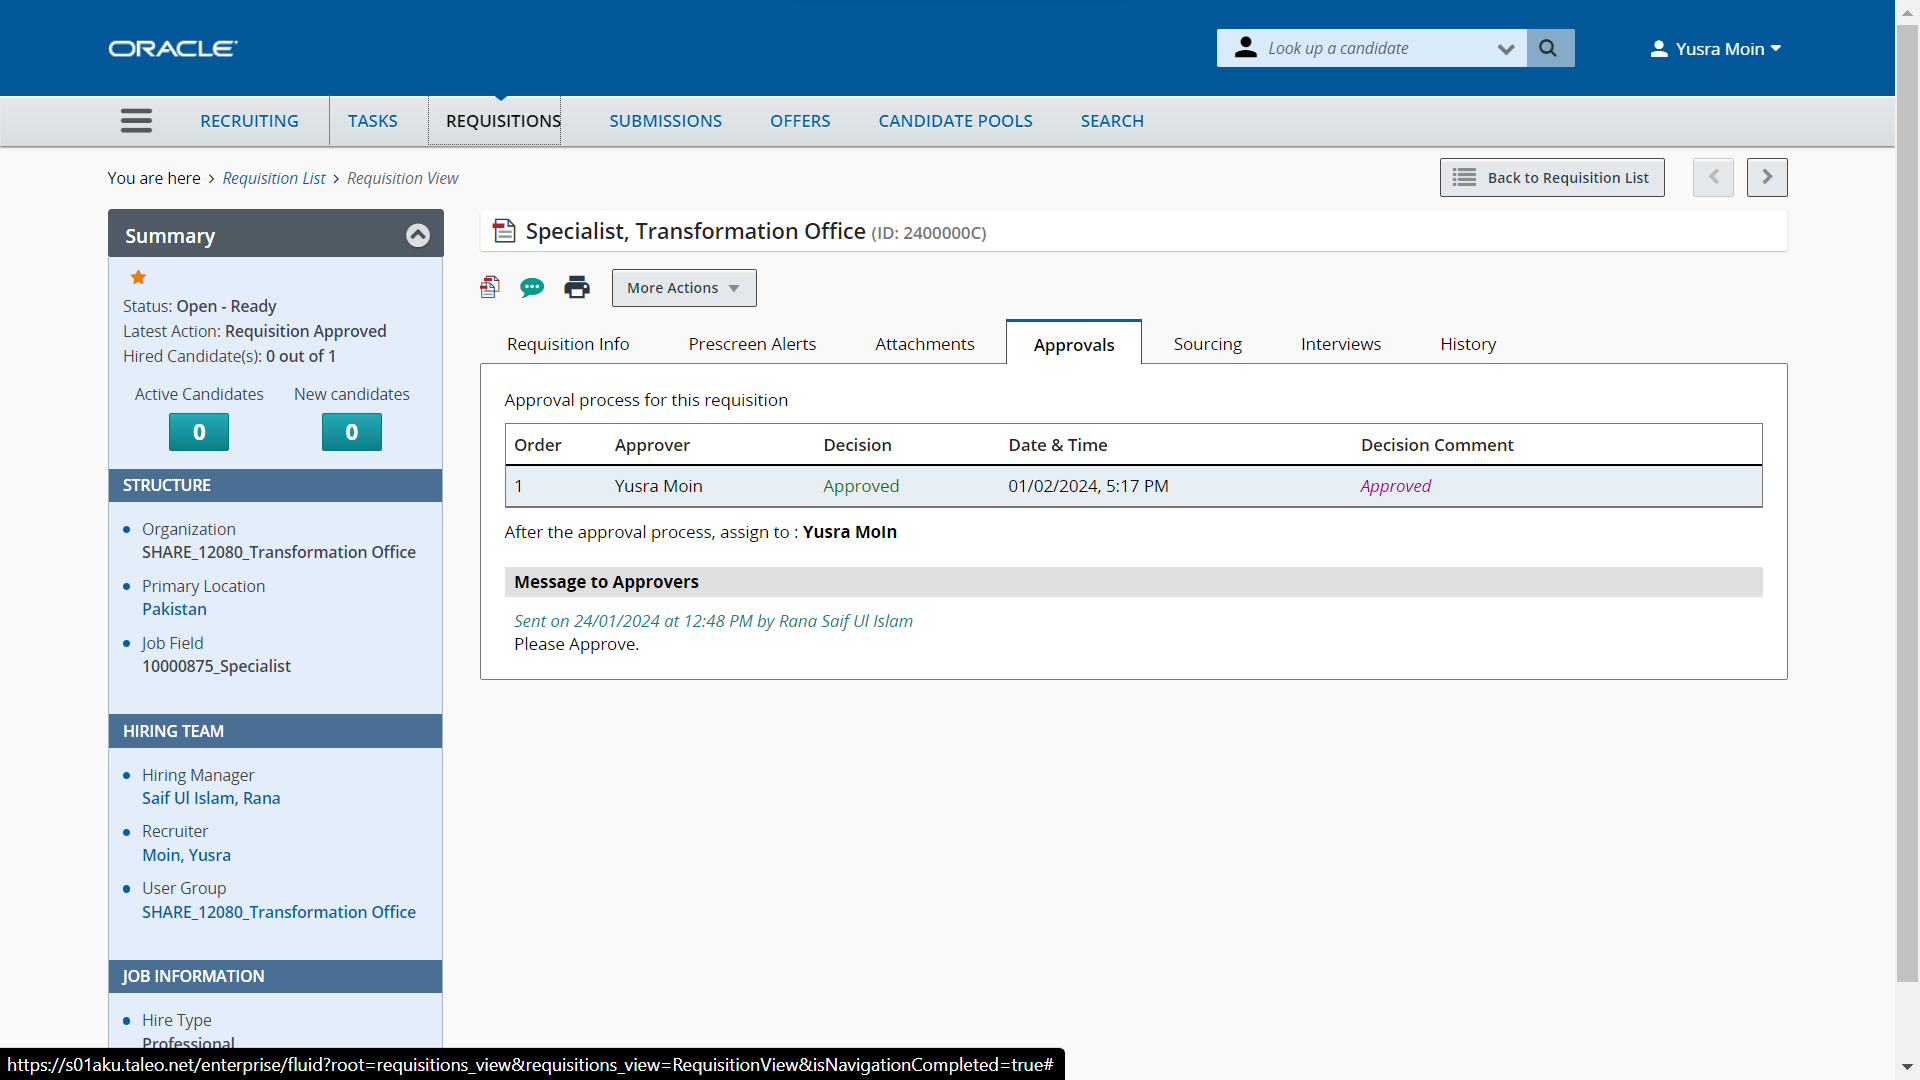 ORACLE
Look up a candidate
Yusra Moin
RECRUITING TASKS REQUISITIONS SUBMISSIONS OFFERS CANDIDATE POOLS SEARCH
You are here > Requisition List > Requisition View
Back to Requisition List
Summary
Status: Open - Ready
Latest Action: Requisition Approved
Hired Candidate(s): 0 out of 1
Active Candidates New candidates
0 0
STRUCTURE
Organization
SHARE_12080_Transformation Office
Primary Location
Pakistan
Job Field
10000875_Specialist
HIRING TEAM
Hiring Manager
Saif Ul Islam, Rana
Recruiter
Moin, Yusra
User Group
SHARE_12080_Transformation Office
JOB INFORMATION
Hire Type
Professional
Specialist, Transformation Office (ID: 2400000C)
More Actions
Requisition Info Prescreen Alerts Attachments Approvals Sourcing Interviews History
Approval process for this requisition
Order Approver Decision Date & Time Decision Comment
1 Yusra Moin Approved 01/02/2024, 5:17 PM Approved
After the approval process, assign to : Yusra MoIn
Message to Approvers
Sent on 24/01/2024 at 12:48 PM by Rana Saif Ul Islam
Please Approve.
https://s01aku.taleo.net/enterprise/fluid?root=requisitions_view&requisitions_view=RequisitionView&isNavigationCompleted=true#